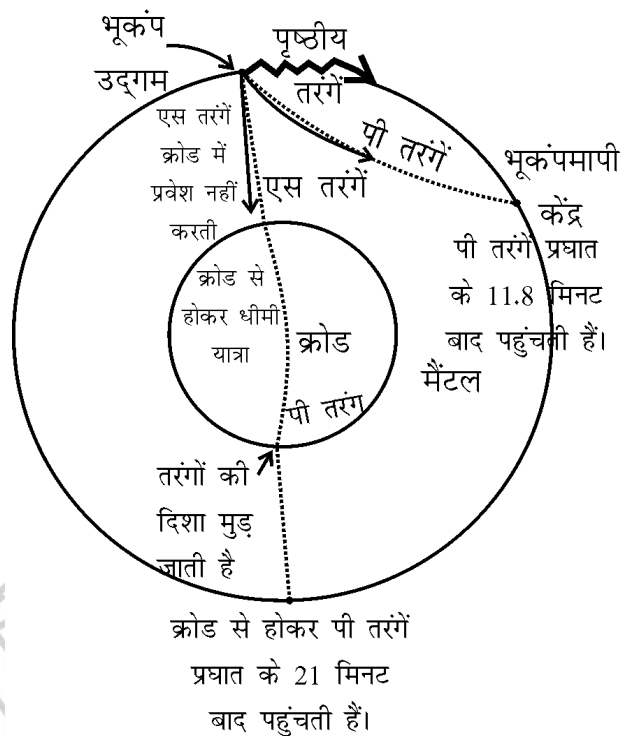 भूकंप
उद्गम
पृष्ठीय
तरंगें
एस तरंगें
क्रोड में
प्रवेश नहीं
करती
एस तरंगें
पी तरंगें
भूकंपमापी
केंद्र
पी तरंगें प्रघात
के 11.8 मिनट
बाद पहुंचती हैं।
मैंटल
क्रोड से
होकर धीमी
यात्रा
क्रोड
पी तरंग
तरंगों की
दिशा मुड़
जाती है
क्रोड से होकर पी तरंगें
प्रघात के 21 मिनट
बाद पहुंचती हैं।